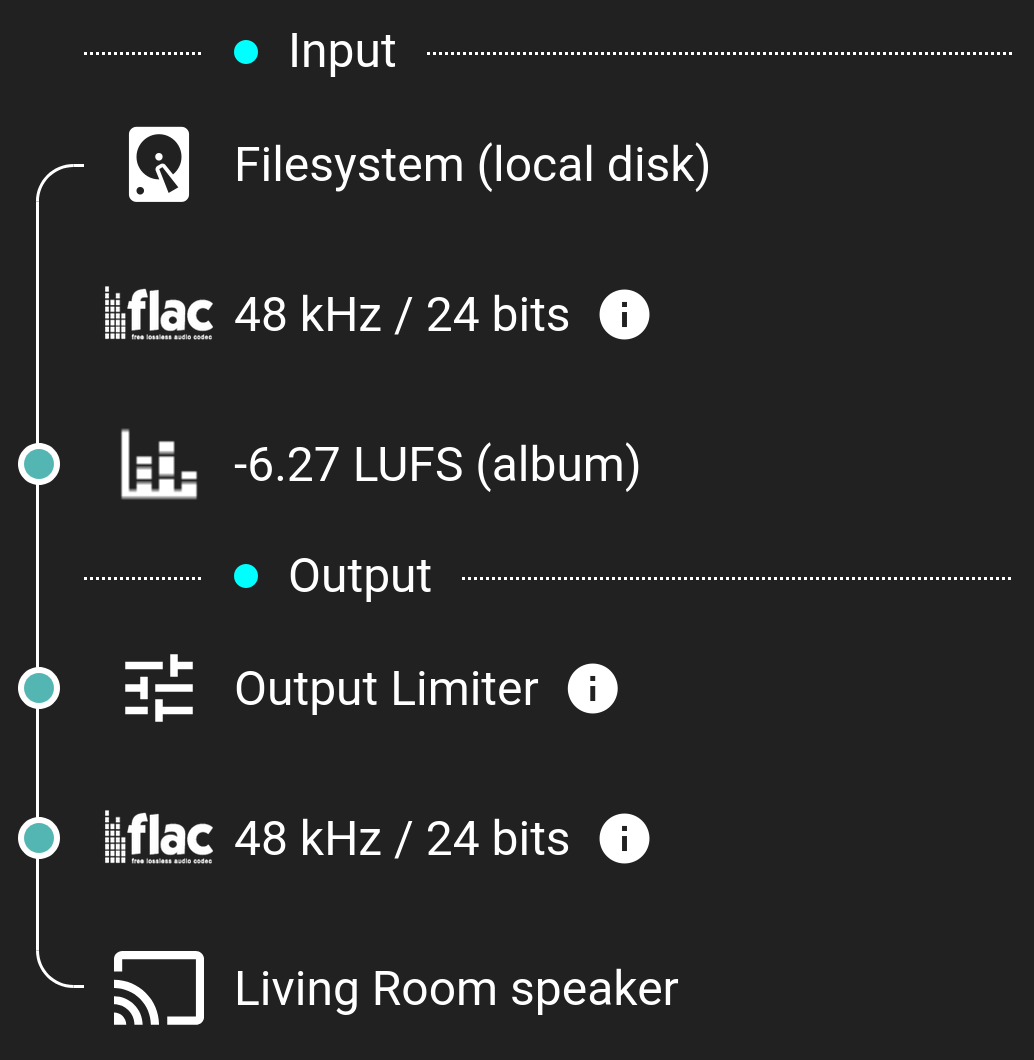 Input
Filesystem (local disk)
flac free lossless audio codec 48 kHz / 24 bits i
-6.27 LUFS (album)
Output
Output Limiter i
flac free lossless audio codec 48 kHz / 24 bits i
Living Room speaker